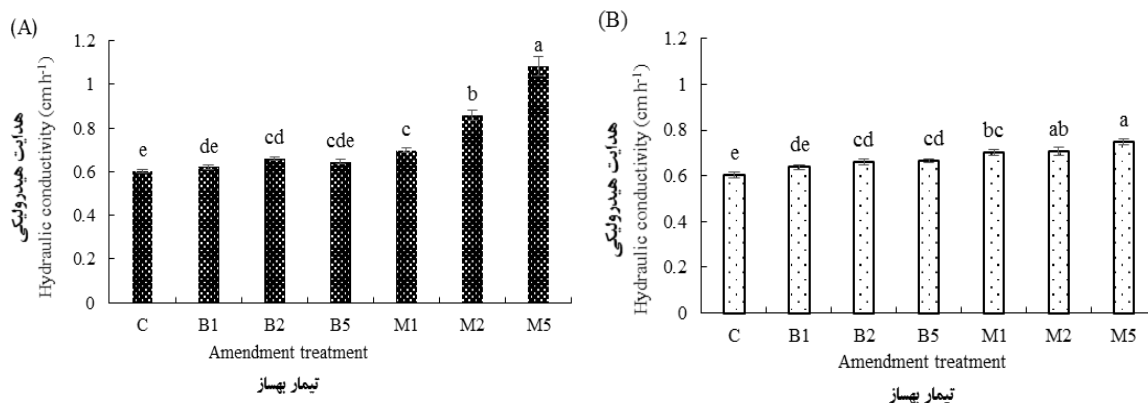 (A)
هدایت هیدرولیکی
Hydraulic conductivity (cm h⁻¹)
1.2
1
0.8
0.6
0.4
0.2
0
e
de
cd
cde
c
b
a
C B1 B2 B5 M1 M2 M5
Amendment treatment
تیمار بهساز
(B)
هدایت هیدرولیکی
Hydraulic conductivity (cm h⁻¹)
1.2
1
0.8
0.6
0.4
0.2
0
e
de
cd
cd
bc
ab
a
C B1 B2 B5 M1 M2 M5
Amendment treatment
تیمار بهساز